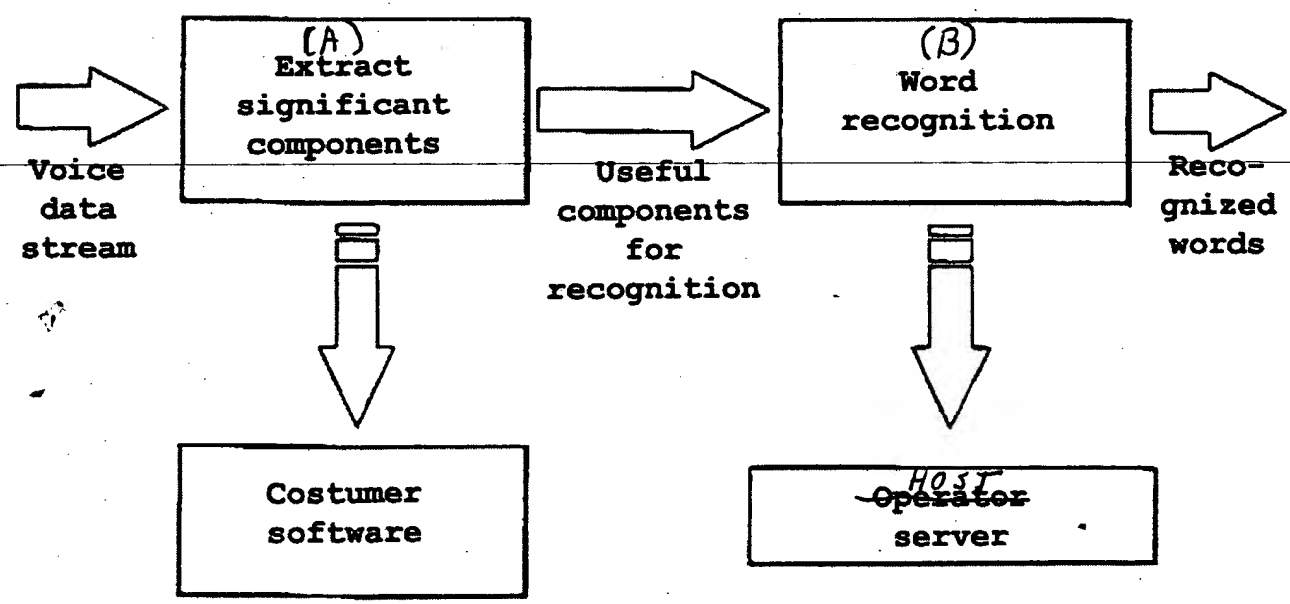 (A)
Extract
significant
components
Voice
data
stream
Useful
components
for
recognition
(B)
Word
recognition
Reco-
gnized
words
Costumer
software
HOST
Operator
server